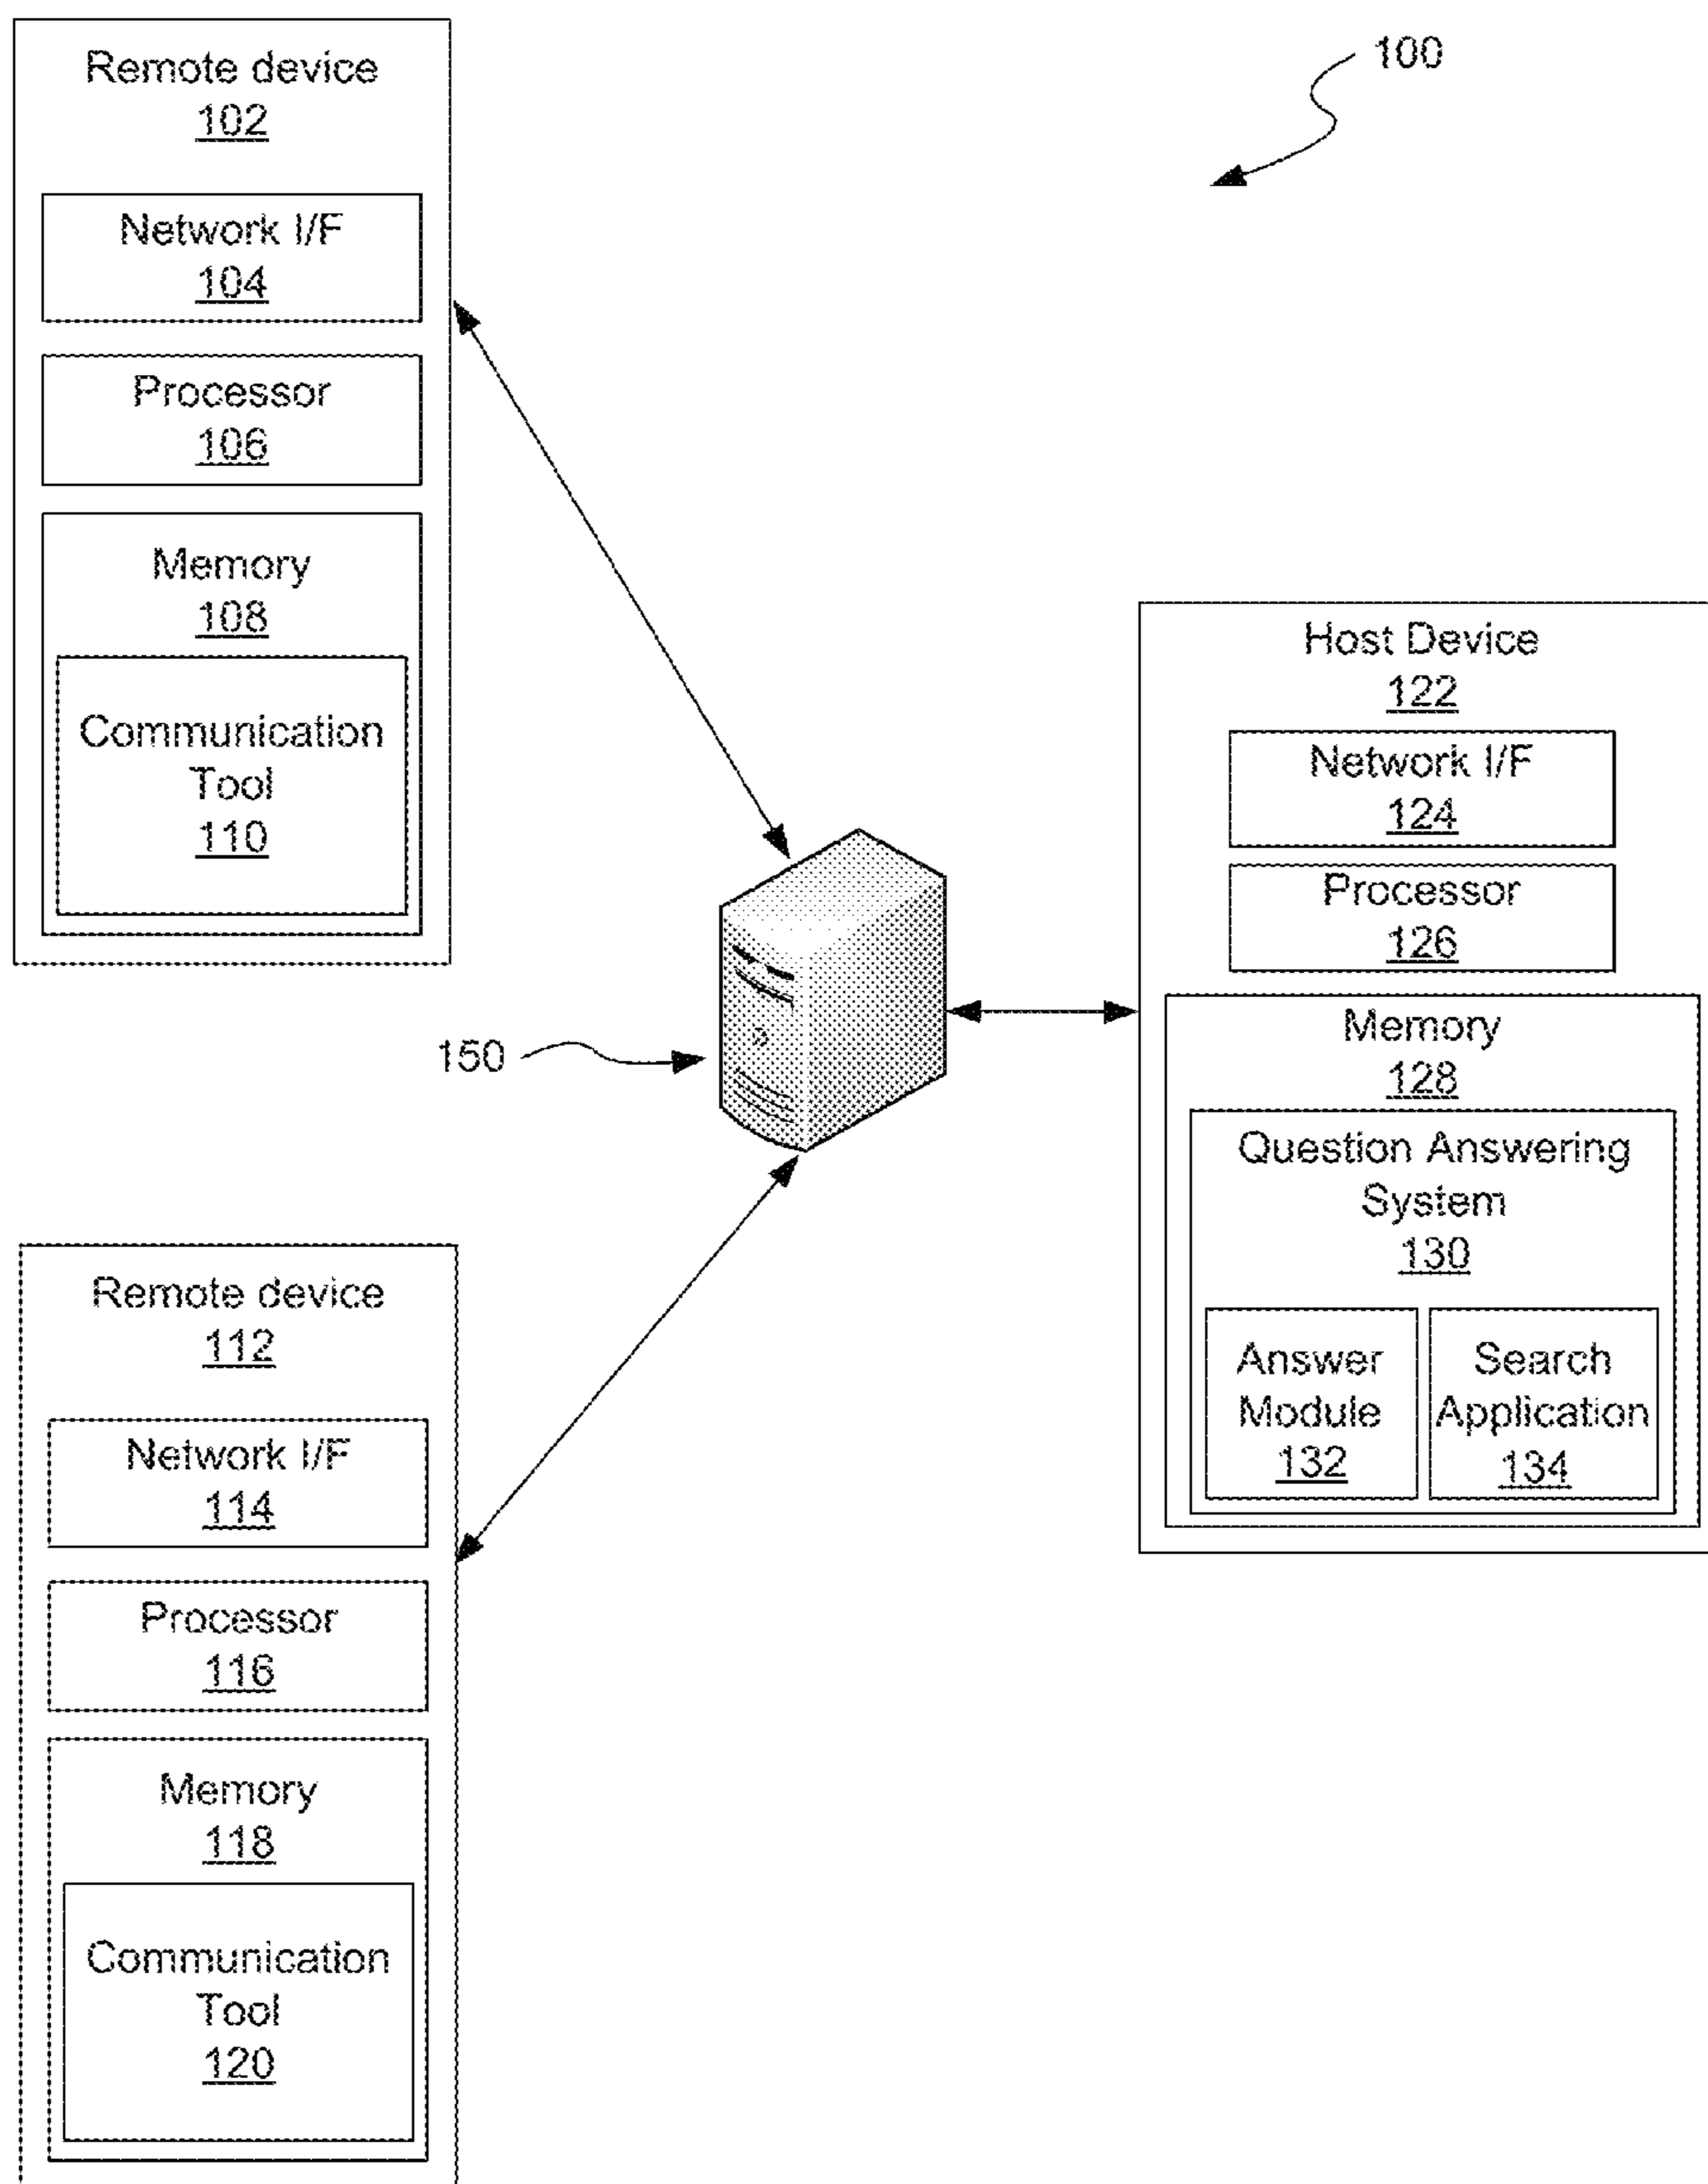 100
Remote device
102
Network I/F
104
Processor
106
Memory
108
Communication
Tool
110
150
Host Device
122
Network I/F
124
Processor
126
Memory
128
Question Answering
System
130
Answer
Module
132
Search
Application
134
Remote device
112
Network I/F
114
Processor
116
Memory
118
Communication
Tool
120